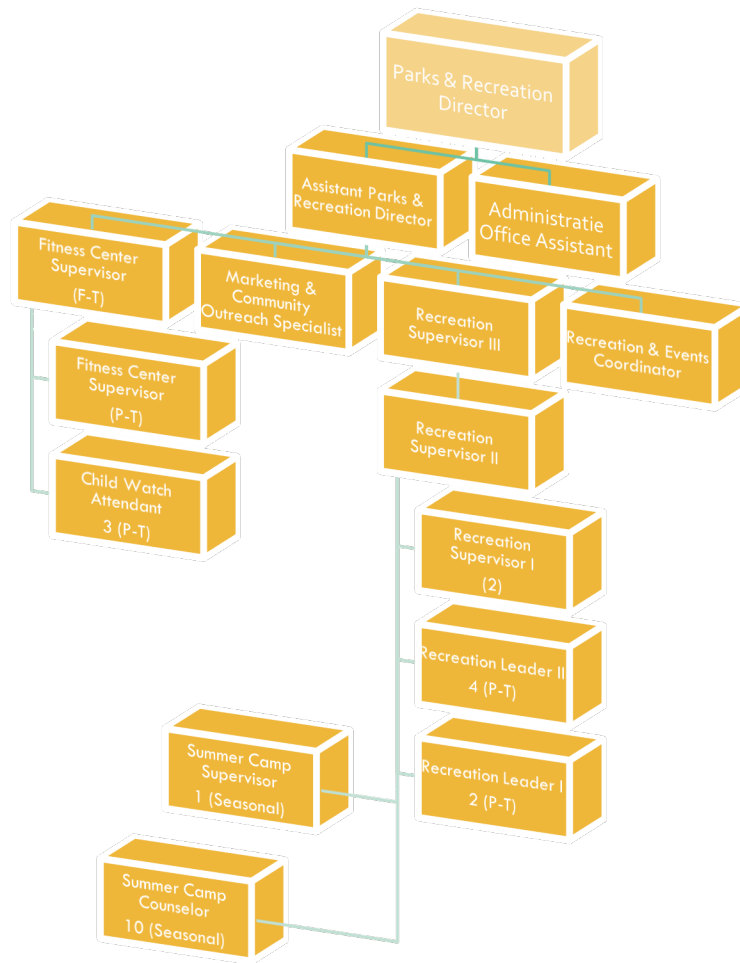 Parks & Recreation
Director
Assistant Parks &
Recreation Director
Administratie
Office Assistant
Fitness Center
Supervisor
(F-T)
Marketing &
Community
Outreach Specialist
Recreation
Supervisor III
Recreation & Events
Coordinator
Fitness Center
Supervisor
(P-T)
Child Watch
Attendant
3 (P-T)
Recreation
Supervisor II
Recreation
Supervisor I
(2)
Recreation Leader II
4 (P-T)
Recreation Leader I
2 (P-T)
Summer Camp
Supervisor
1 (Seasonal)
Summer Camp
Counselor
10 (Seasonal)